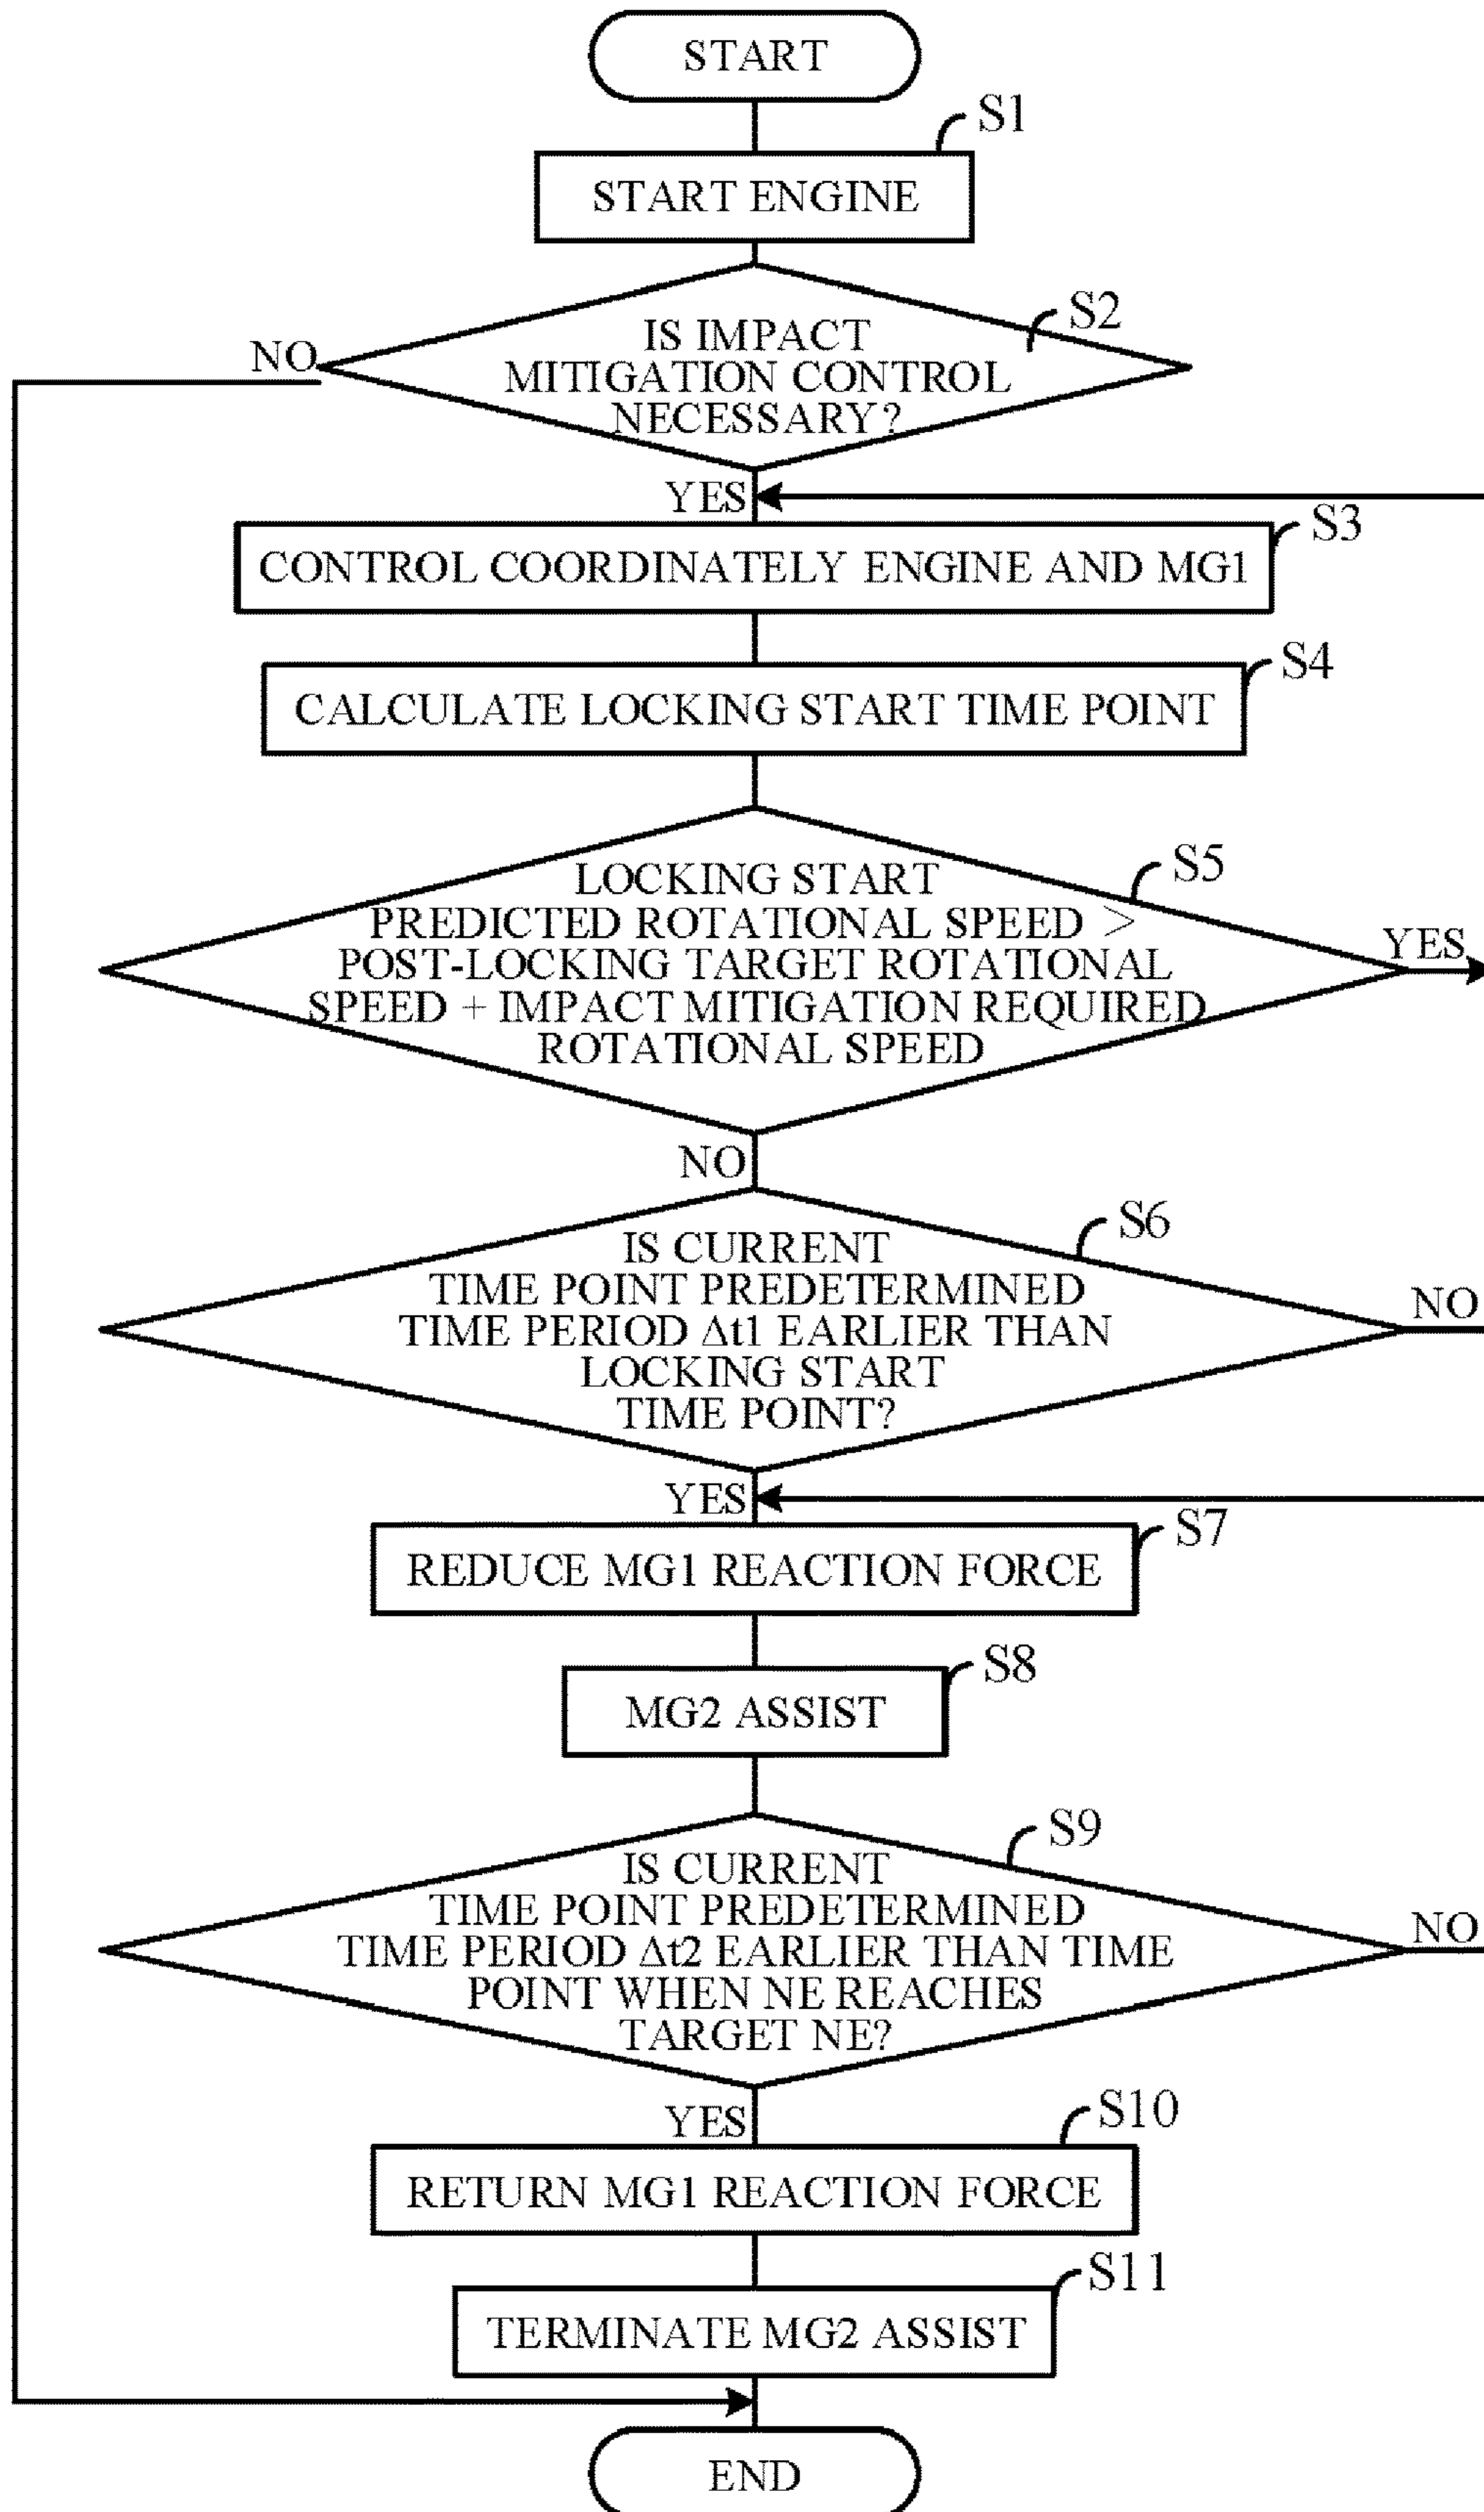 START
S1
START ENGINE
S2
IS IMPACT
MITIGATION CONTROL
NECESSARY?
NO
YES
S3
CONTROL COORDINATELY ENGINE AND MG1
S4
CALCULATE LOCKING START TIME POINT
S5
LOCKING START
PREDICTED ROTATIONAL SPEED >
POST-LOCKING TARGET ROTATIONAL
SPEED + IMPACT MITIGATION REQUIRED
ROTATIONAL SPEED
YES
NO
S6
IS CURRENT
TIME POINT PREDETERMINED
TIME PERIOD Δt1 EARLIER THAN
LOCKING START
TIME POINT?
NO
YES
S7
REDUCE MG1 REACTION FORCE
S8
MG2 ASSIST
S9
IS CURRENT
TIME POINT PREDETERMINED
TIME PERIOD Δt2 EARLIER THAN TIME
POINT WHEN NE REACHES
TARGET NE?
NO
YES
S10
RETURN MG1 REACTION FORCE
S11
TERMINATE MG2 ASSIST
END